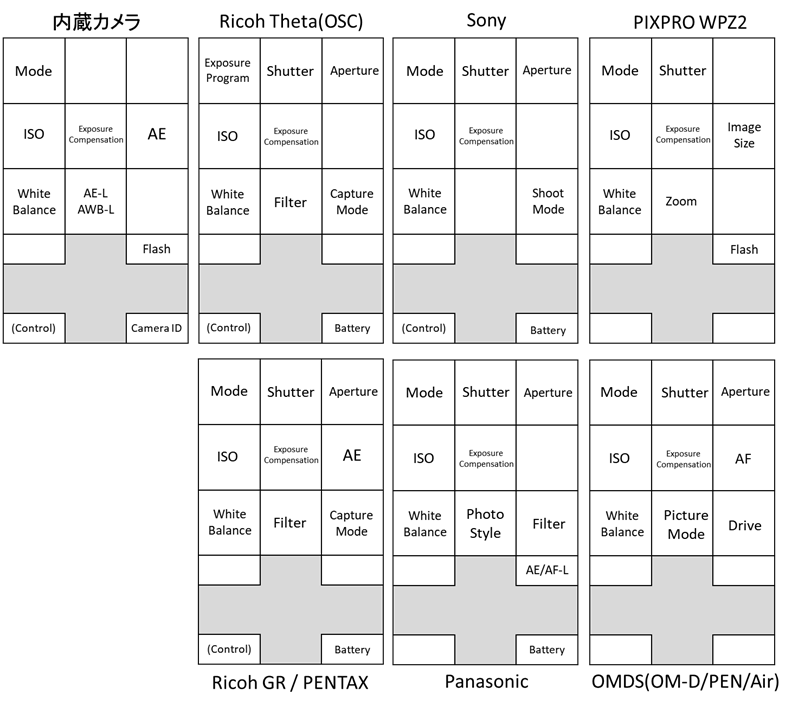 内蔵カメラ
Mode
ISO
Exposure
Compensation
AE
White
Balance
AE-L
AWB-L
Flash
(Control)
Camera ID
Ricoh Theta(OSC)
Exposure
Program
Shutter
Aperture
ISO
Exposure
Compensation
White
Balance
Filter
Capture
Mode
(Control)
Battery
Sony
Mode
Shutter
Aperture
ISO
Exposure
Compensation
White
Balance
Shoot
Mode
(Control)
Battery
PIXPRO WPZ2
Mode
Shutter
ISO
Exposure
Compensation
Image
Size
White
Balance
Zoom
Flash
Mode
Shutter
Aperture
ISO
Exposure
Compensation
AE
White
Balance
Filter
Capture
Mode
(Control)
Battery
Ricoh GR / PENTAX
Mode
Shutter
Aperture
ISO
Exposure
Compensation
White
Balance
Photo
Style
Filter
AE/AF-L
Battery
Panasonic
Mode
Shutter
Aperture
ISO
Exposure
Compensation
AF
White
Balance
Picture
Mode
Drive
OMDS(OM-D/PEN/Air)